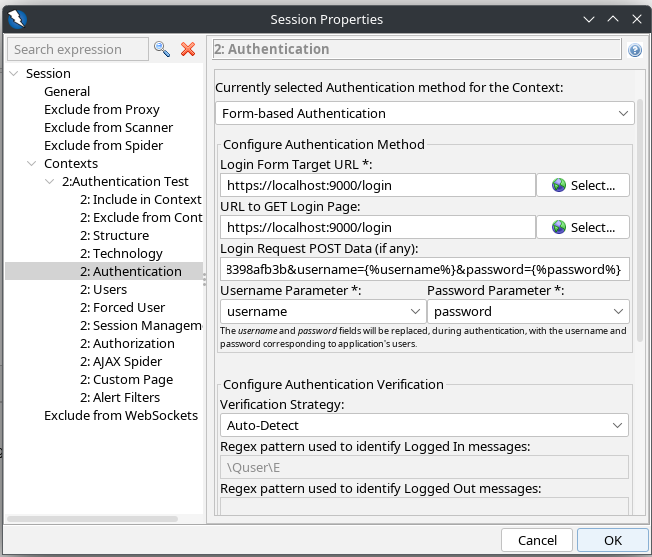 Session Properties
Search expression
Session
General
Exclude from Proxy
Exclude from Scanner
Exclude from Spider
Contexts
2:Authentication Test
2: Include in Context
2: Exclude from Cont
2: Structure
2: Technology
2: Authentication
2: Users
2: Forced User
2: Session Managem
2: Authorization
2: AJAX Spider
2: Custom Page
2: Alert Filters
Exclude from WebSockets
2: Authentication
Currently selected Authentication method for the Context:
Form-based Authentication
Configure Authentication Method
Login Form Target URL *:
https://localhost:9000/login
Select...
URL to GET Login Page:
https://localhost:9000/login
Select...
Login Request POST Data (if any):
3398afb3b&username={%username%}&password={%password%}
Username Parameter *:
Password Parameter *:
username
password
The username and password fields will be replaced, during authentication, with the username and
password corresponding to application's users.
Configure Authentication Verification
Verification Strategy:
Auto-Detect
Regex pattern used to identify Logged In messages:
\Quser\E
Regex pattern used to identify Logged Out messages:
Cancel
OK